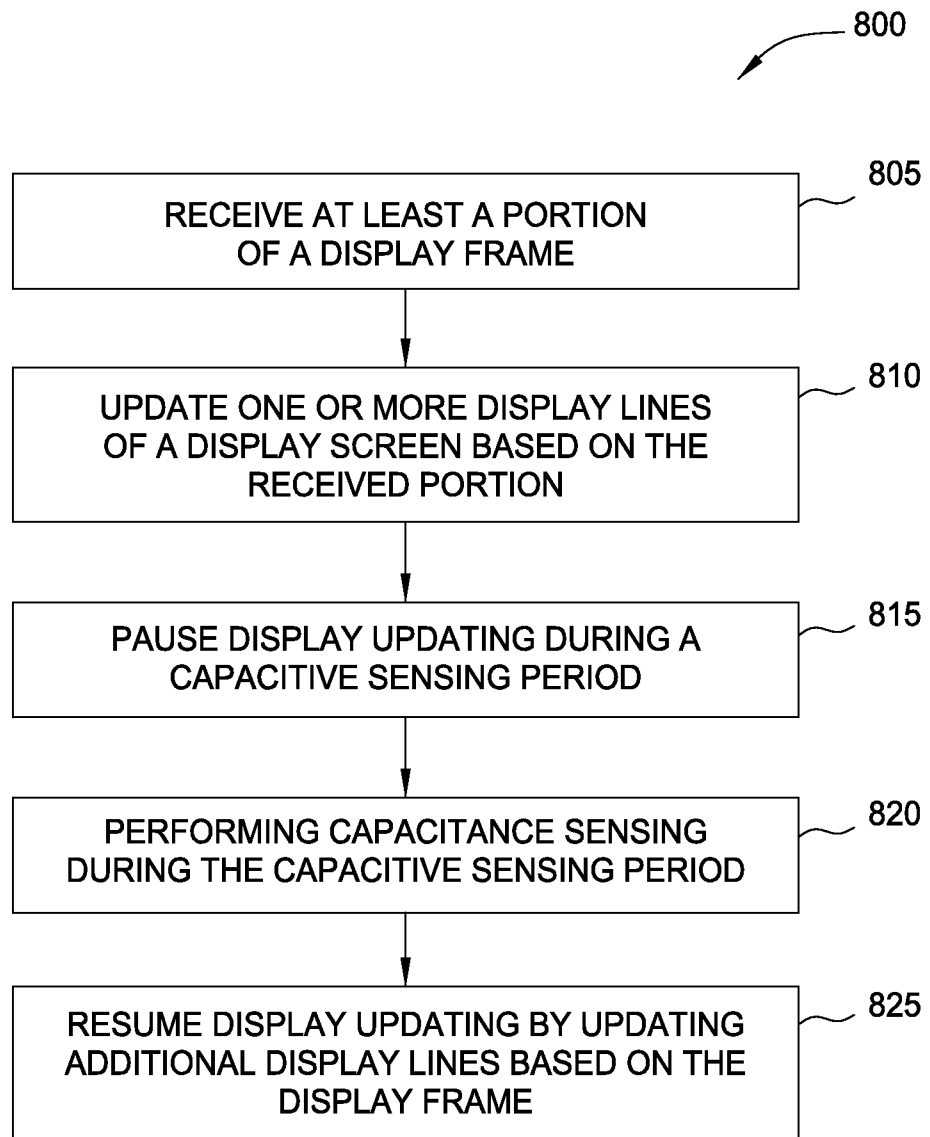 800
805
RECEIVE AT LEAST A PORTION
OF A DISPLAY FRAME
810
UPDATE ONE OR MORE DISPLAY LINES
OF A DISPLAY SCREEN BASED ON THE
RECEIVED PORTION
815
PAUSE DISPLAY UPDATING DURING A
CAPACITIVE SENSING PERIOD
820
PERFORMING CAPACITANCE SENSING
DURING THE CAPACITIVE SENSING PERIOD
825
RESUME DISPLAY UPDATING BY UPDATING
ADDITIONAL DISPLAY LINES BASED ON THE
DISPLAY FRAME